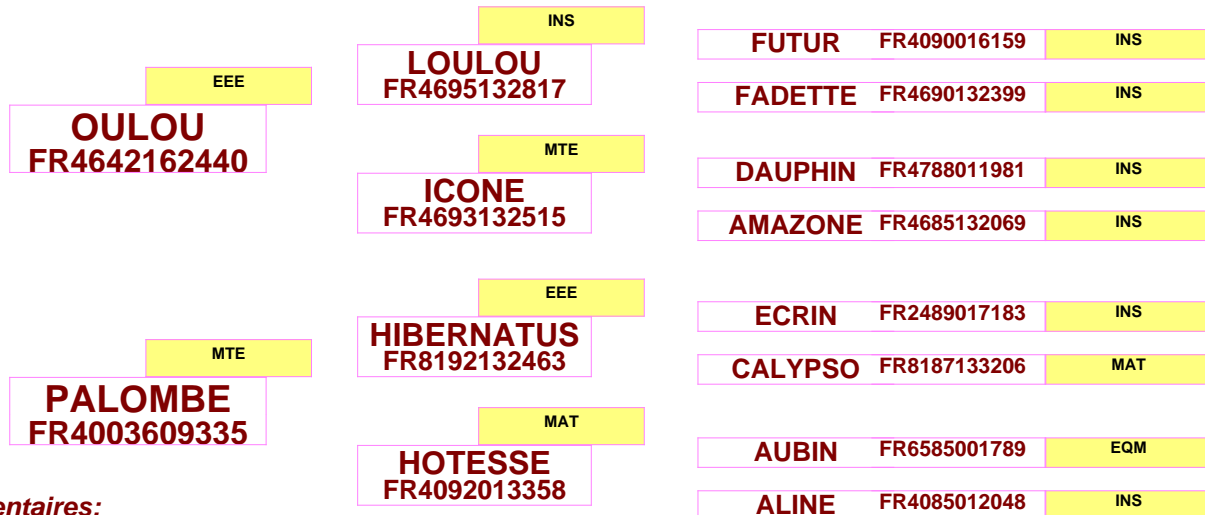 INS
FUTUR FR4090016159 INS
LOULOU
FR4695132817
EEE
FADETTE FR4690132399 INS
OULOU
FR4642162440
MTE
DAUPHIN FR4788011981 INS
ICONE
FR4693132515
AMAZONE FR4685132069 INS
EEE
ECRIN FR2489017183 INS
HIBERNATUS
FR8192132463
MTE
CALYPSO FR8187133206 MAT
PALOMBE
FR4003609335
MAT
AUBIN FR6585001789 EQM
HOTESSE
FR4092013358
ALINE FR4085012048 INS
entaires: